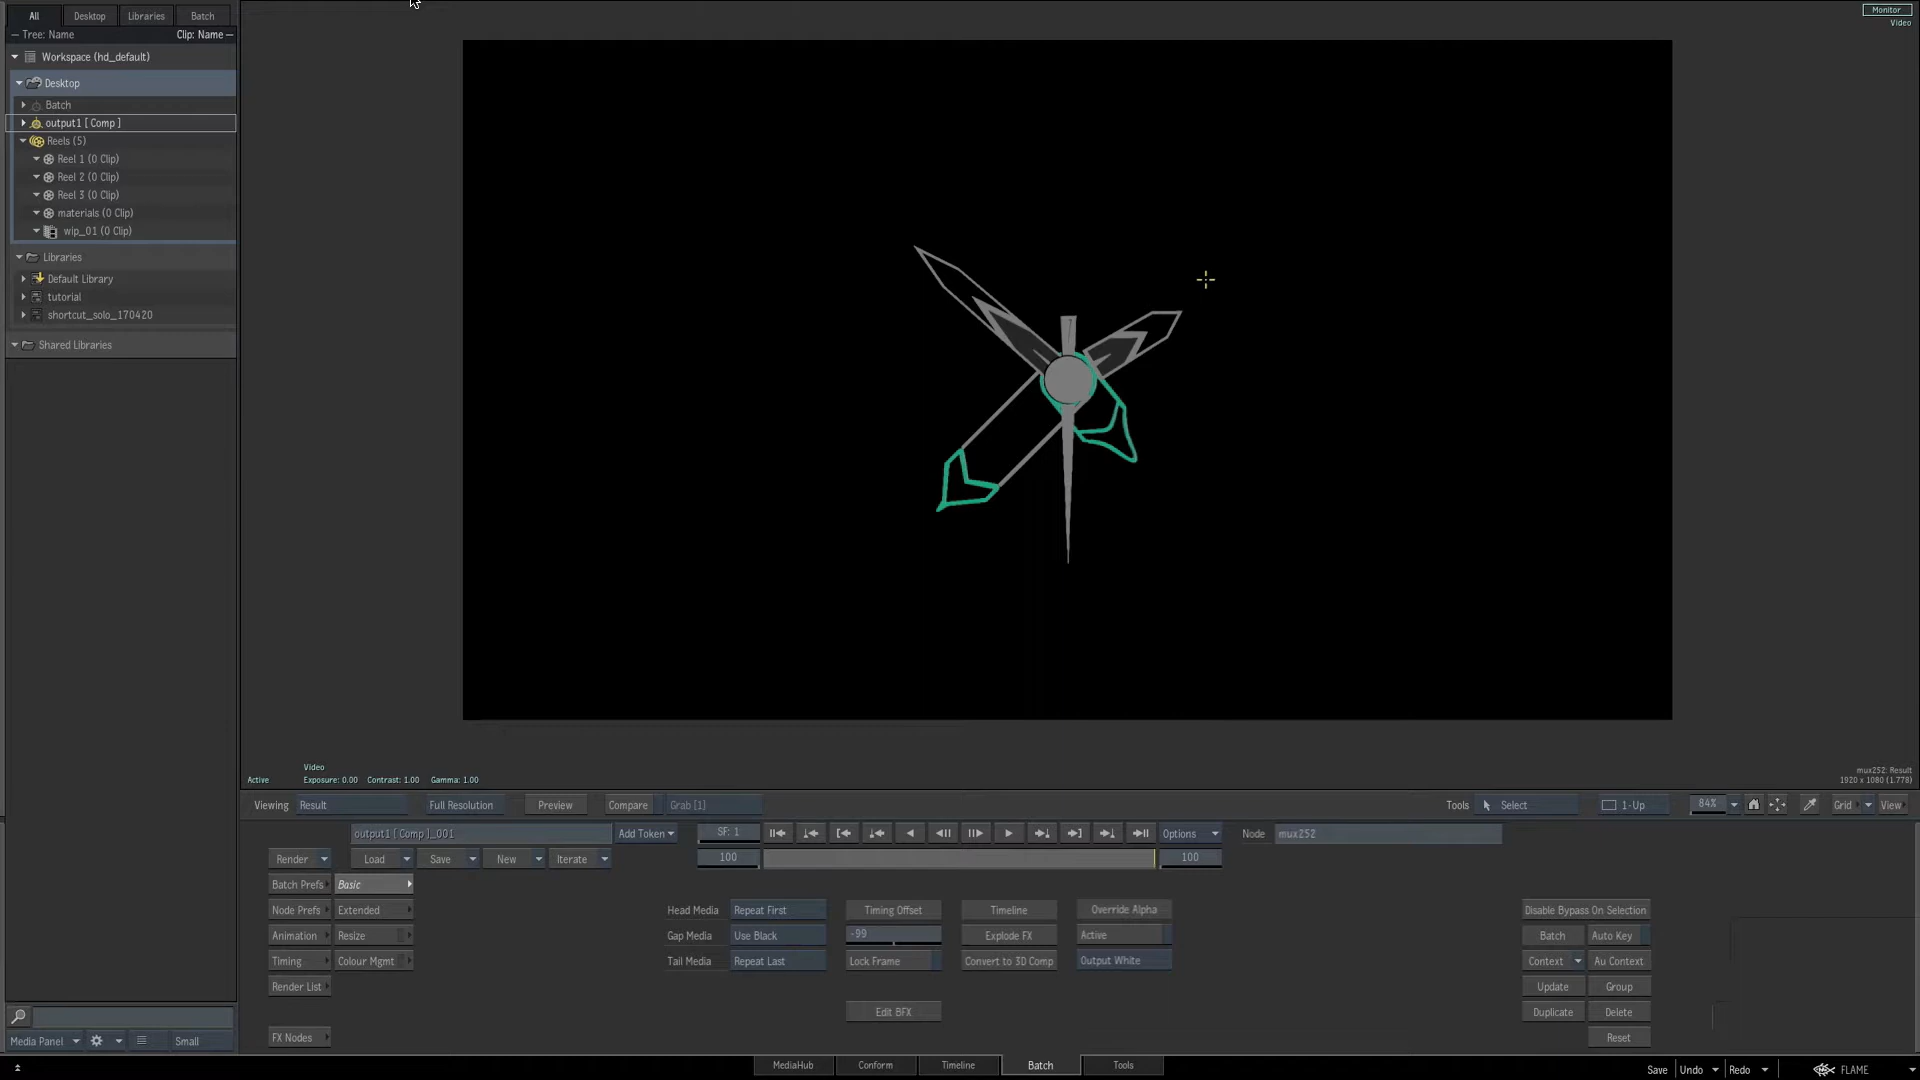 All Desktop Libraries Batch
Tree: Name Clip: Name
Workspace (hd_default)
Desktop
Batch
output1 [ Comp ]
Reels (5)
Reel 1 (0 Clip)
Reel 2 (0 Clip)
Reel 3 (0 Clip)
materials (0 Clip)
wip_01 (0 Clip)
Libraries
Default Library
tutorial
shortcut_solo_170420
Shared Libraries
Monitor
Video
Video
Active Exposure: 0.00 Contrast: 1.00 Gamma: 1.00
mux252: Result
1920 x 1080 (1.778)
Viewing Result Full Resolution Preview Compare Grab [1] Tools Select 1-Up 84% Grid View
output1 [ Comp ]_001 Add Token SF: 1 Options Node mux252
Render Load Save New Iterate 100 100
Batch Prefs Basic
Node Prefs Extended Head Media Repeat First Timing Offset Timeline Override Alpha Disable Bypass On Selection
Animation Resize Gap Media Use Black -99 Explode FX Active Batch Auto Key
Timing Colour Mgmt Tail Media Repeat Last Lock Frame Convert to 3D Comp Output White Context Au Context
Render List Update Group
Edit BFX Duplicate Delete
FX Nodes Reset
Media Panel Small
MediaHub Conform Timeline Batch Tools Save Undo Redo FLAME